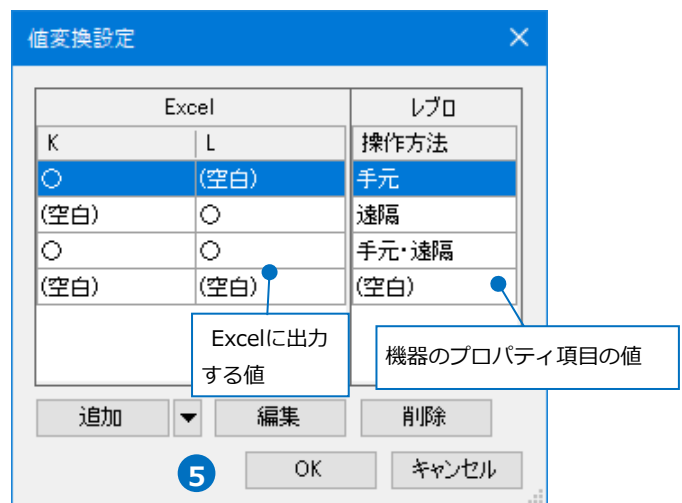 値変換設定
Excel レブロ
K L 操作方法
○ (空白) 手元
(空白) ○ 遠隔
○ ○ 手元・遠隔
(空白) (空白) (空白)
Excelに出力
する値
機器のプロパティ項目の値
追加 編集 削除
5 OK キャンセル